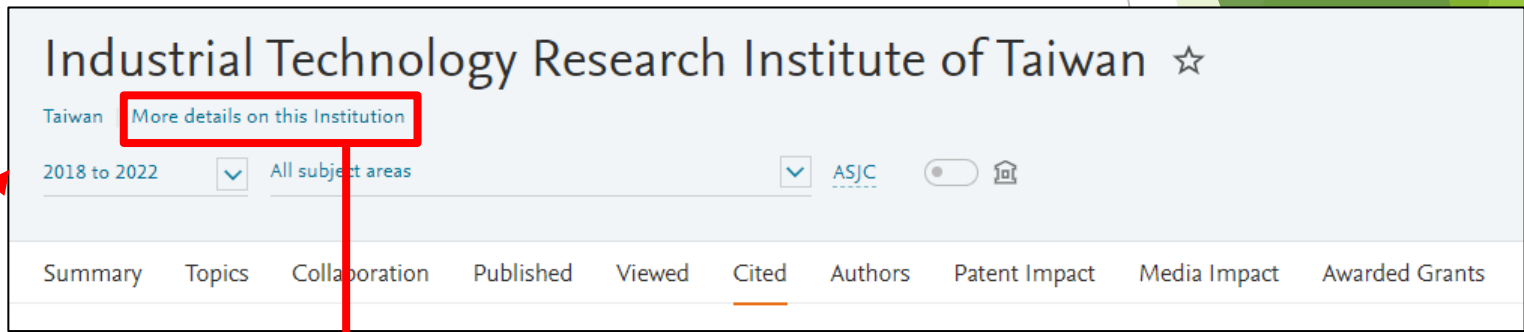 Industrial Technology Research Institute of Taiwan
Taiwan More details on this Institution
2018 to 2022 All subject areas ASJC
Summary Topics Collaboration Published Viewed Cited Authors Patent Impact Media Impact Awarded Grants